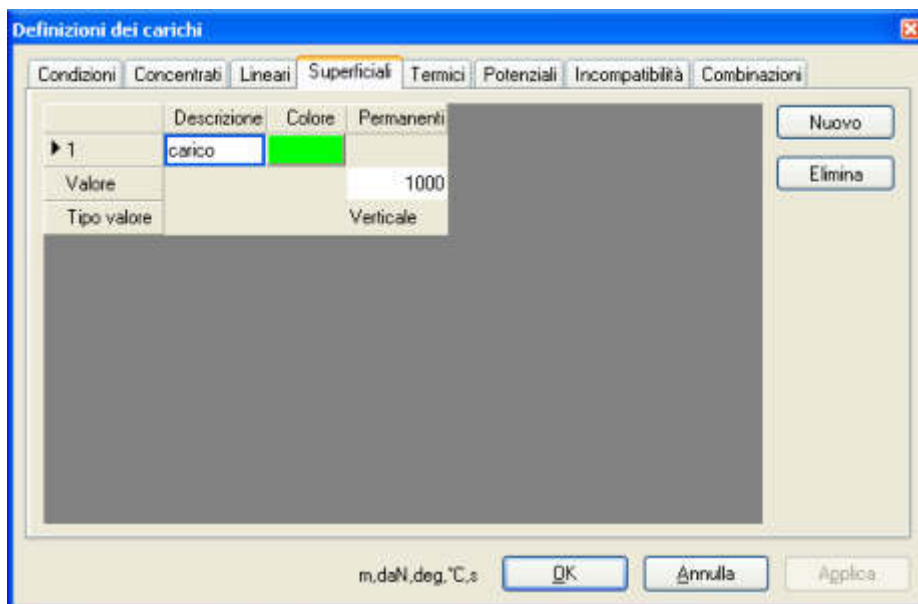 Definizioni dei carichi
Condizioni Concentrati Lineari Superficiali Termici Potenziali Incompatibilità Combinazioni
Descrizione Colore Permanenti
1 carico
Valore 1000
Tipo valore Verticale
Nuovo
Elimina
m,daN,deg,°C,s OK Annulla Applica